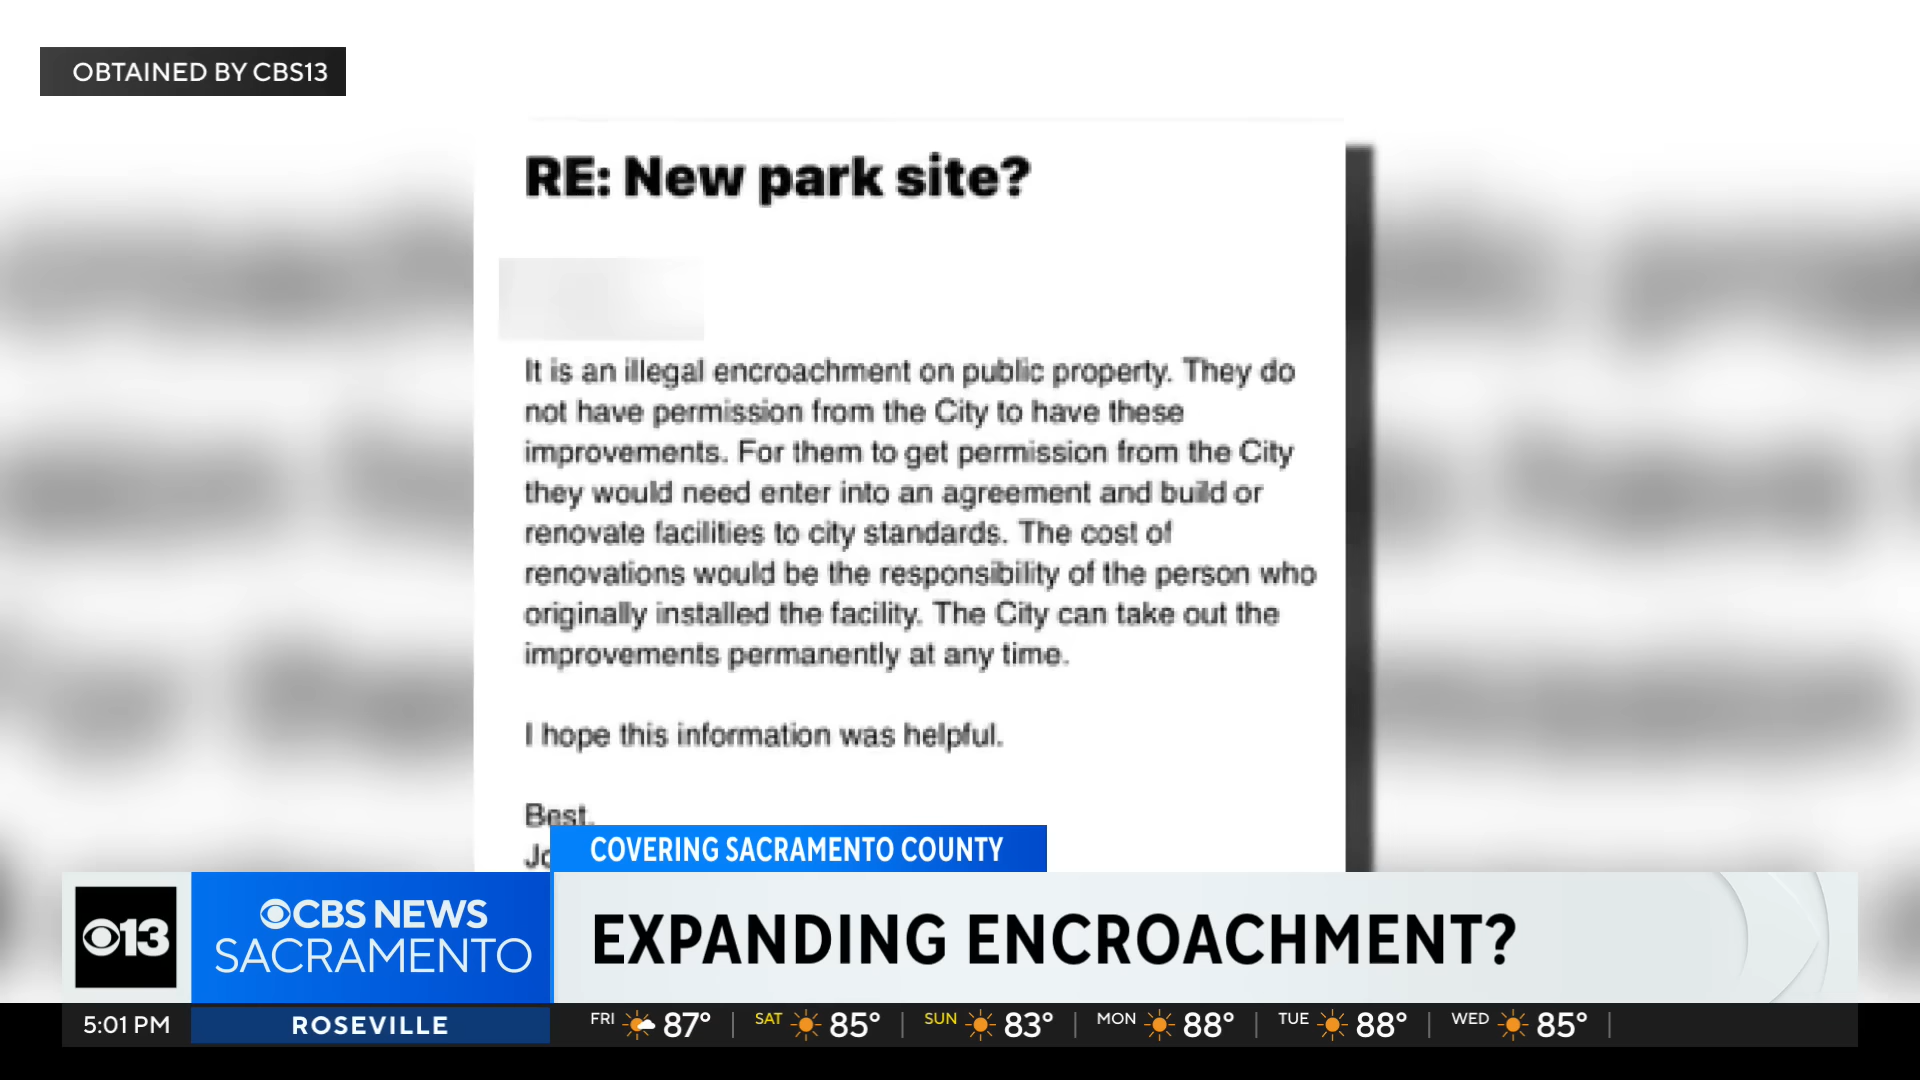 OBTAINED BY CBS13
RE: New park site?
It is an illegal encroachment on public property. They do
not have permission from the City to have these
improvements. For them to get permission from the City
they would need enter into an agreement and build or
renovate facilities to city standards. The cost of
renovations would be the responsibility of the person who
originally installed the facility. The City can take out the
improvements permanently at any time.
I hope this information was helpful.
Best,
COVERING SACRAMENTO COUNTY
13
CBS NEWS
SACRAMENTO
EXPANDING ENCROACHMENT?
5:01 PM
ROSEVILLE
FRI 87° | SAT 85° | SUN 83° | MON 88° | TUE 88° | WED 85° |